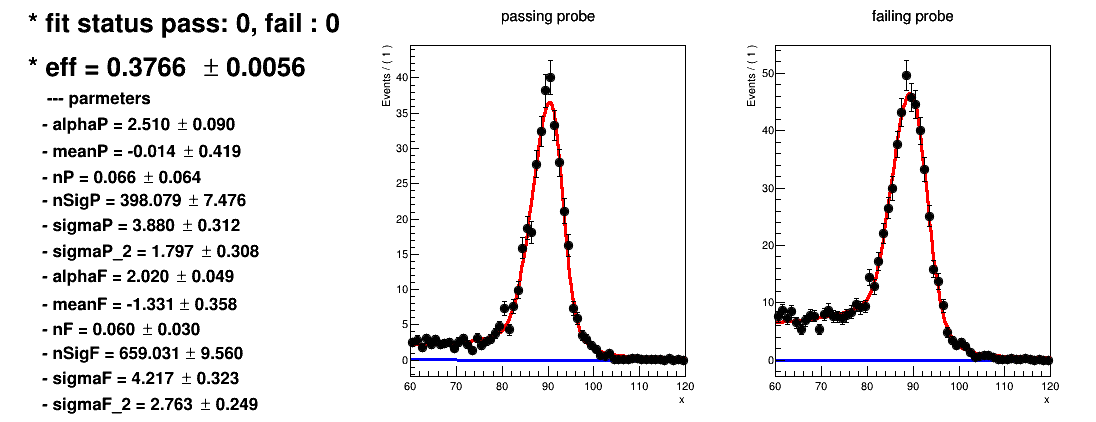 * fit status pass: 0, fail : 0
* eff = 0.3766 ± 0.0056
--- parmeters
- alphaP = 2.510 ± 0.090
- meanP = -0.014 ± 0.419
- nP = 0.066 ± 0.064
- nSigP = 398.079 ± 7.476
- sigmaP = 3.880 ± 0.312
- sigmaP_2 = 1.797 ± 0.308
- alphaF = 2.020 ± 0.049
- meanF = -1.331 ± 0.358
- nF = 0.060 ± 0.030
- nSigF = 659.031 ± 9.560
- sigmaF = 4.217 ± 0.323
- sigmaF_2 = 2.763 ± 0.249
passing probe
Events / ( 1 )
40
35
30
25
20
15
10
5
0
60 70 80 90 100 110 120
x
failing probe
Events / ( 1 )
50
40
30
20
10
0
60 70 80 90 100 110 120
x